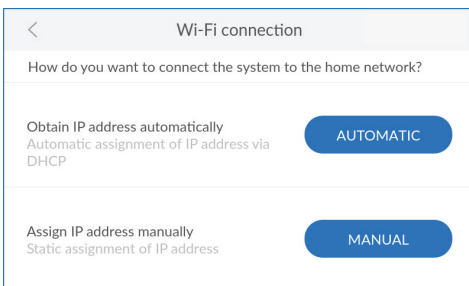 Wi-Fi connection
How do you want to connect the system to the home network?
Obtain IP address automatically
Automatic assignment of IP address via
DHCP
AUTOMATIC
Assign IP address manually
Static assignment of IP address
MANUAL